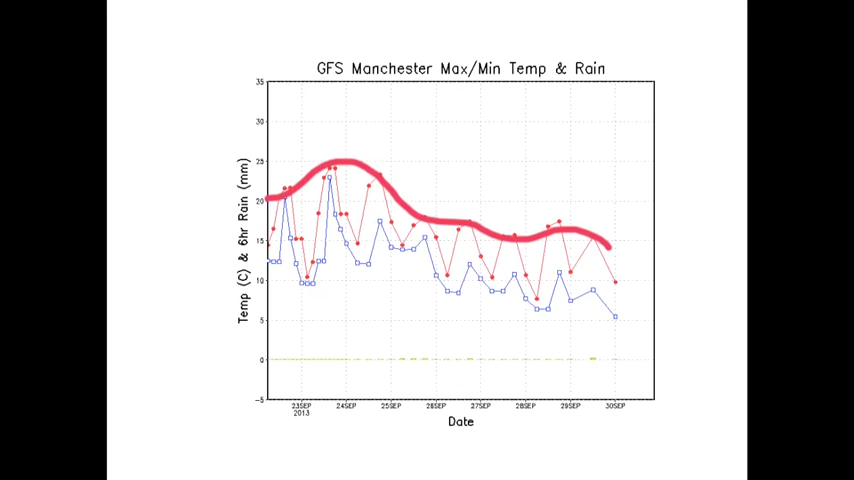 GFS Manchester Max/Min Temp & Rain
Temp (C) & 6hr Rain (mm)
35
30
25
20
15
10
5
0
-5
23SEP 24SEP 25SEP 26SEP 27SEP 28SEP 29SEP 30SEP
2013
Date